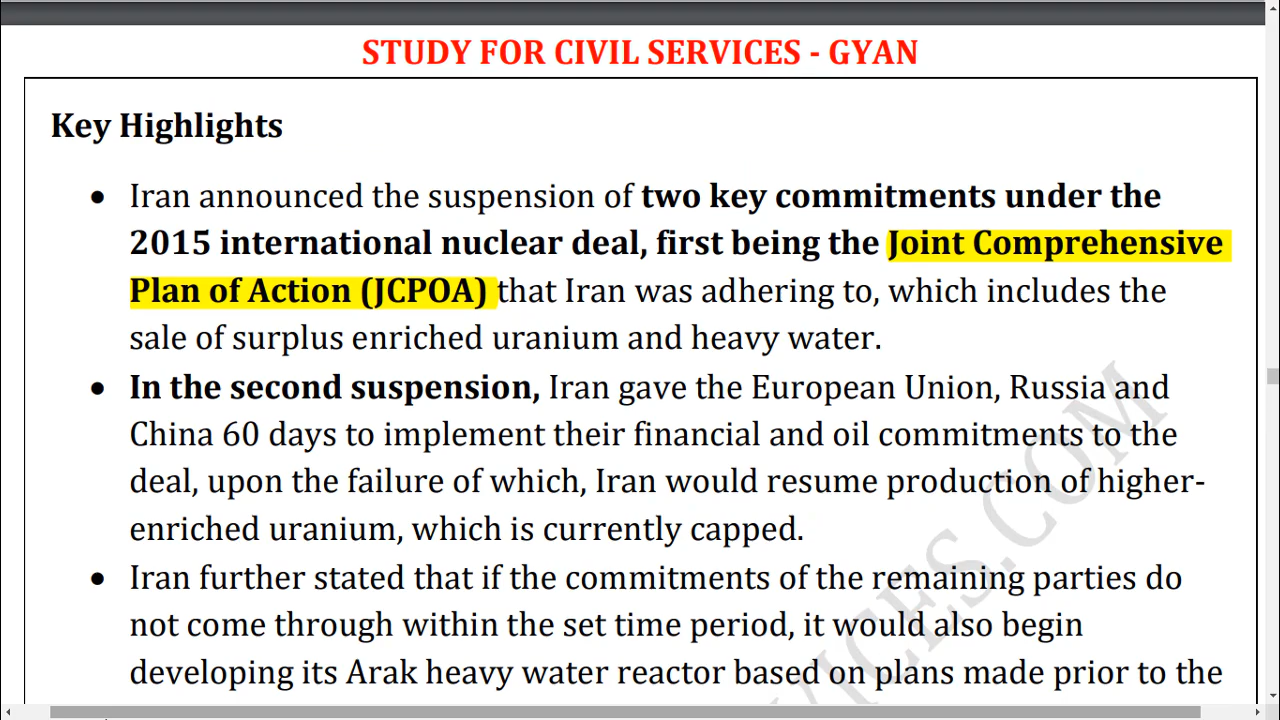 STUDY FOR CIVIL SERVICES - GYAN
Key Highlights
• Iran announced the suspension of two key commitments under the
2015 international nuclear deal, first being the Joint Comprehensive
Plan of Action (JCPOA) that Iran was adhering to, which includes the
sale of surplus enriched uranium and heavy water.
• In the second suspension, Iran gave the European Union, Russia and
China 60 days to implement their financial and oil commitments to the
deal, upon the failure of which, Iran would resume production of higher-
enriched uranium, which is currently capped.
• Iran further stated that if the commitments of the remaining parties do
not come through within the set time period, it would also begin
developing its Arak heavy water reactor based on plans made prior to the
VICES.COM